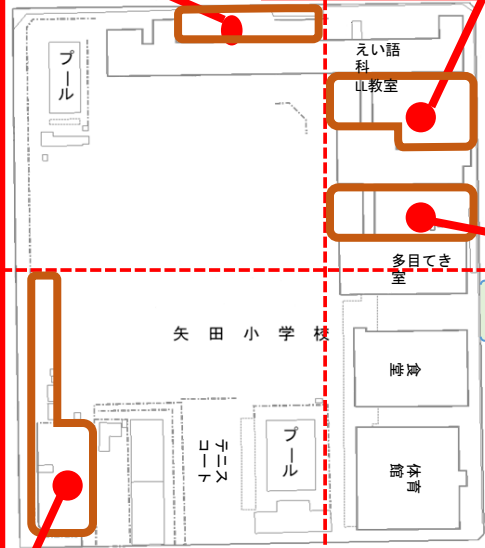 プール
えい語
科
LL教室
多目てき
室
矢田小学校
食堂
テニス
コート
プール
体育
館